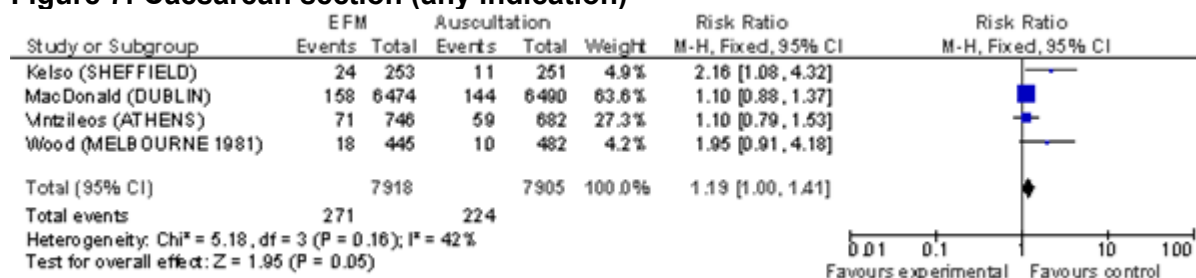 Figure 7: Caesarean section (any indication)
EFM Auscultation Risk Ratio Risk Ratio
Study or Subgroup Events Total Events Total Weight M-H, Fixed, 95% CI M-H, Fixed, 95% CI
Kelso (SHEFFIELD) 24 253 11 251 4.9% 2.16 [1.08, 4.32]
MacDonald (DUBLIN) 158 6474 144 6490 63.6% 1.10 [0.88, 1.37]
Vintzileos (ATHENS) 71 746 59 682 27.3% 1.10 [0.79, 1.53]
Wood (MELBOURNE 1981) 18 445 10 482 4.2% 1.95 [0.91, 4.18]
Total (95% CI) 7918 7905 100.0% 1.19 [1.00, 1.41]
Total events 271 224
Heterogeneity: Chi² = 5.18, df = 3 (P = 0.16); I² = 42%
Test for overall effect: Z = 1.95 (P = 0.05)
0.01 0.1 1 10 100
Favours experimental Favours control